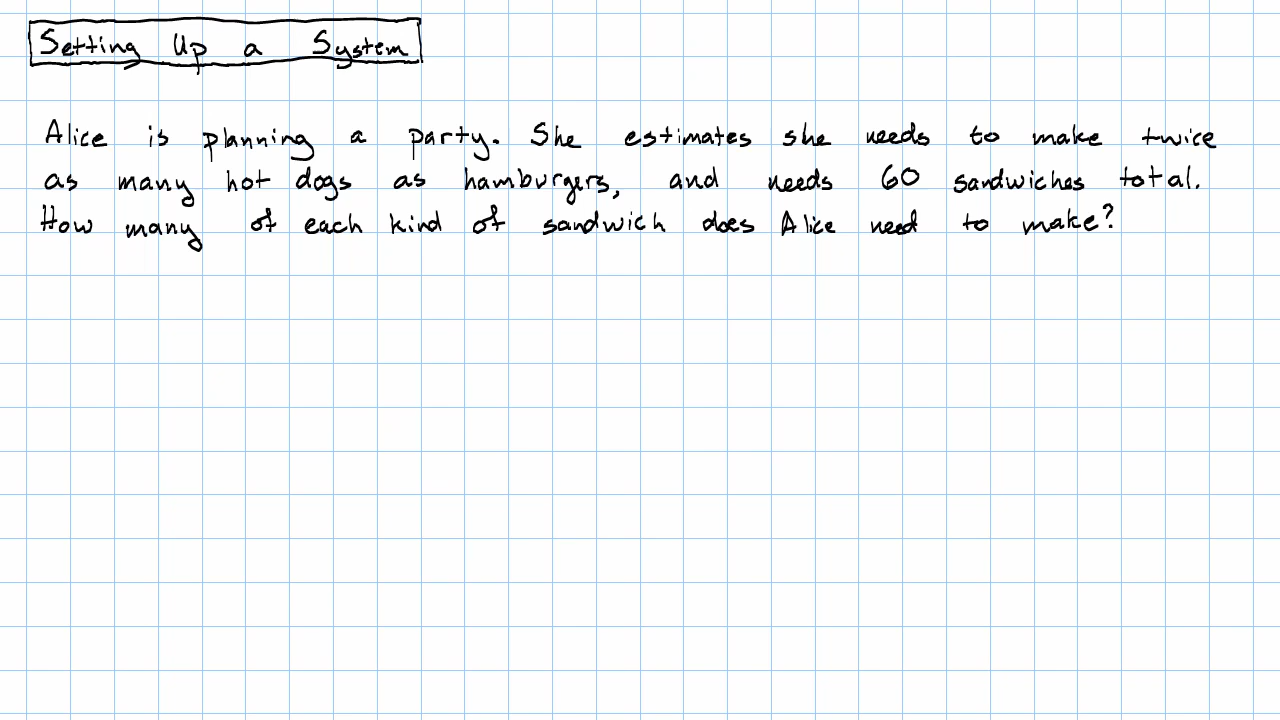 Setting Up a System
Alice is planning a party. She estimates she needs to make twice
as many hot dogs as hamburgers, and needs 60 sandwiches total.
How many of each kind of sandwich does Alice need to make?